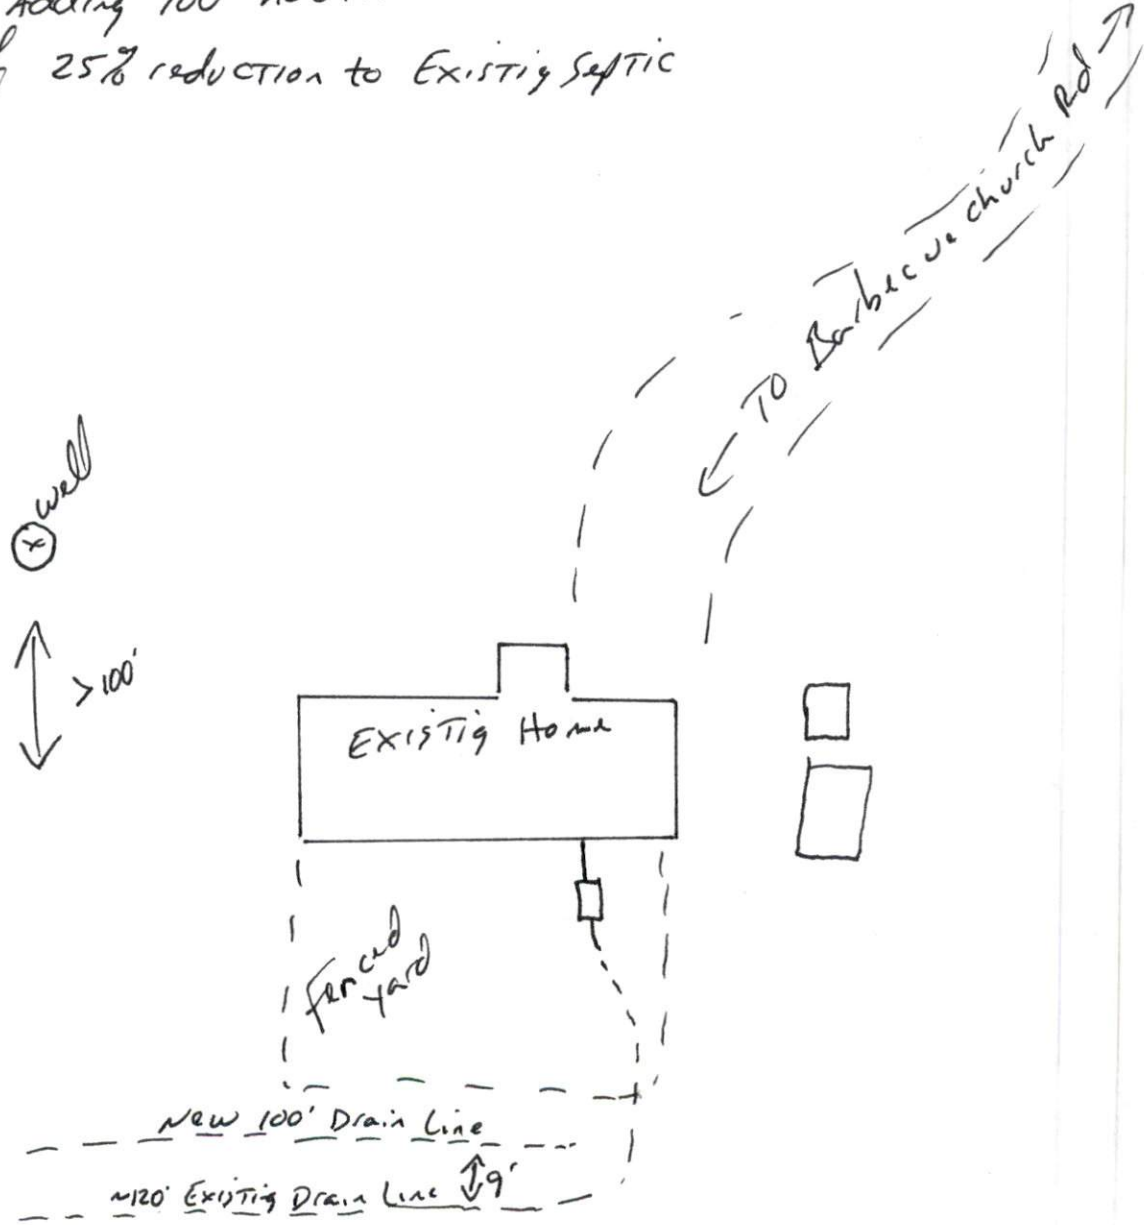 Adding 100'
25% reduction to Existig Septic
TO Barbecue church Rd
well
>100'
Existig Home
Fenced
yard
New 100' Drain Line
9'
~120' Existig Drain Line